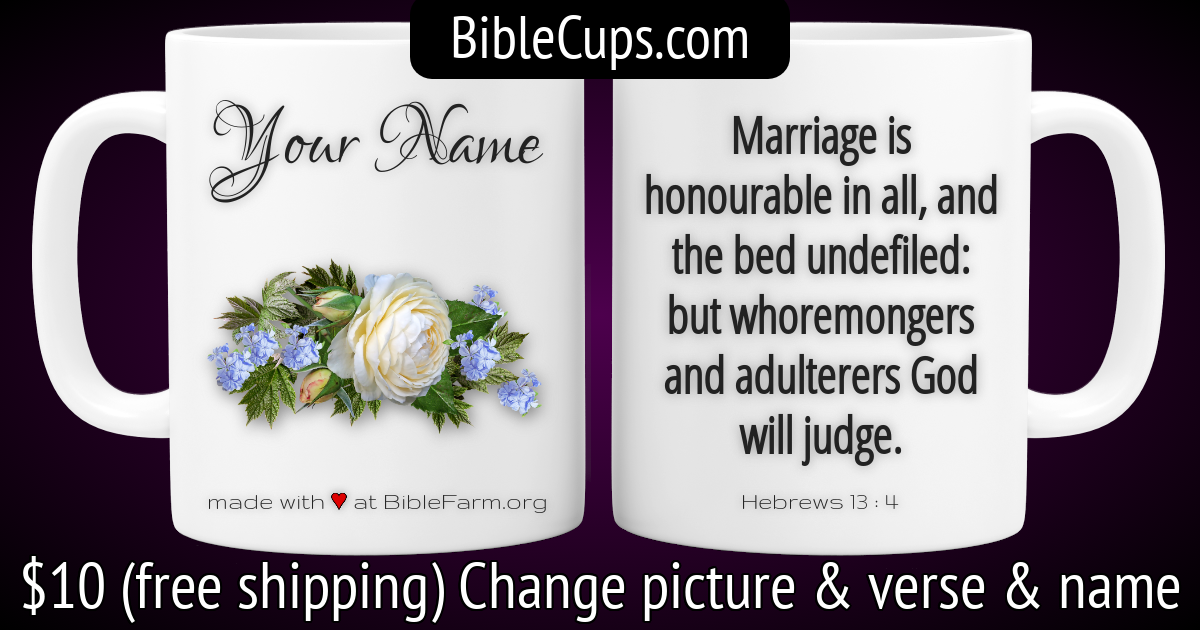 BibleCups.com
Your Name
made with ♥ at BibleFarm.org
Marriage is
honourable in all, and
the bed undefiled:
but whoremongers
and adulterers God
will judge.
Hebrews 13 : 4
$10 (free shipping) Change picture & verse & name